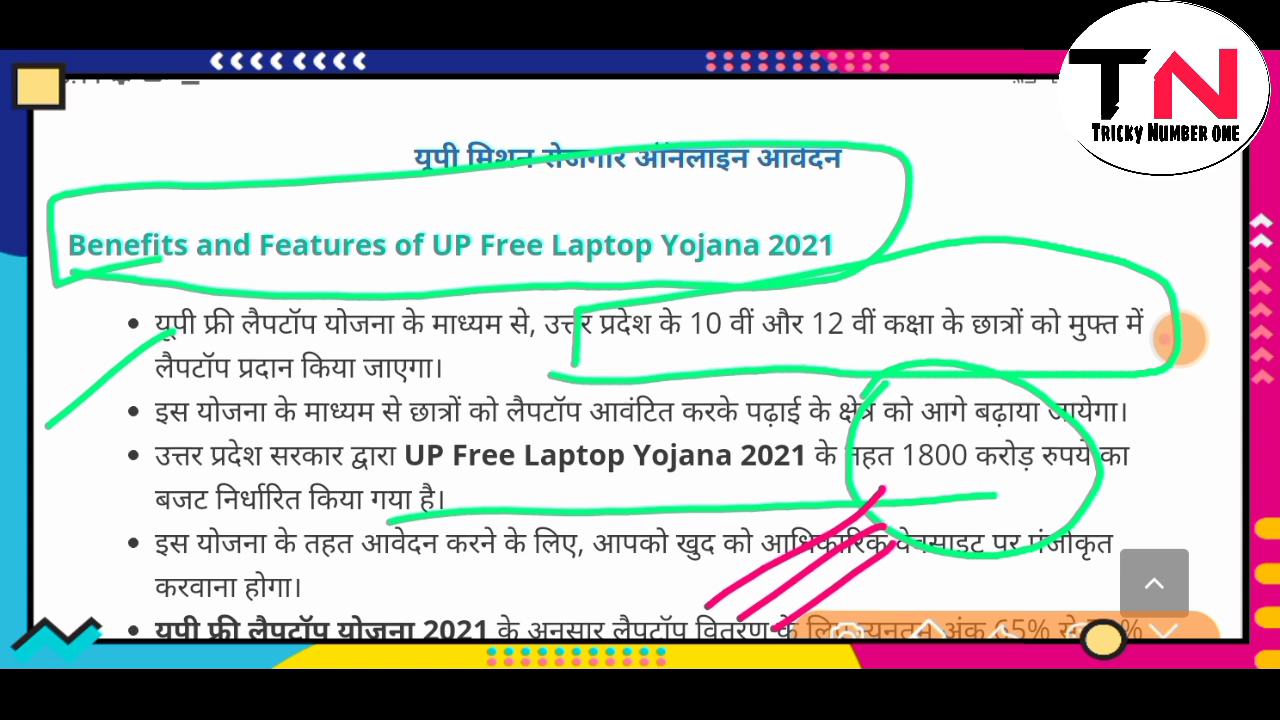 TN
TRICKY NUMBER ONE
यूपी मिशन रोजगार ऑनलाइन आवेदन
Benefits and Features of UP Free Laptop Yojana 2021
• यूपी फ्री लैपटॉप योजना के माध्यम से, उत्तर प्रदेश के 10 वीं और 12 वीं कक्षा के छात्रों को मुफ्त में
लैपटॉप प्रदान किया जाएगा।
• इस योजना के माध्यम से छात्रों को लैपटॉप आवंटित करके पढ़ाई के क्षेत्र को आगे बढ़ाया जायेगा।
• उत्तर प्रदेश सरकार द्वारा UP Free Laptop Yojana 2021 के तहत 1800 करोड़ रुपये का
बजट निर्धारित किया गया है।
• इस योजना के तहत आवेदन करने के लिए, आपको खुद को आधिकारिक वेबसाइट पर पंजीकृत
करवाना होगा।
• यूपी फ्री लैपटॉप योजना 2021 के अनुसार लैपटॉप वितरण के लिए न्यूनतम अंक 65% से